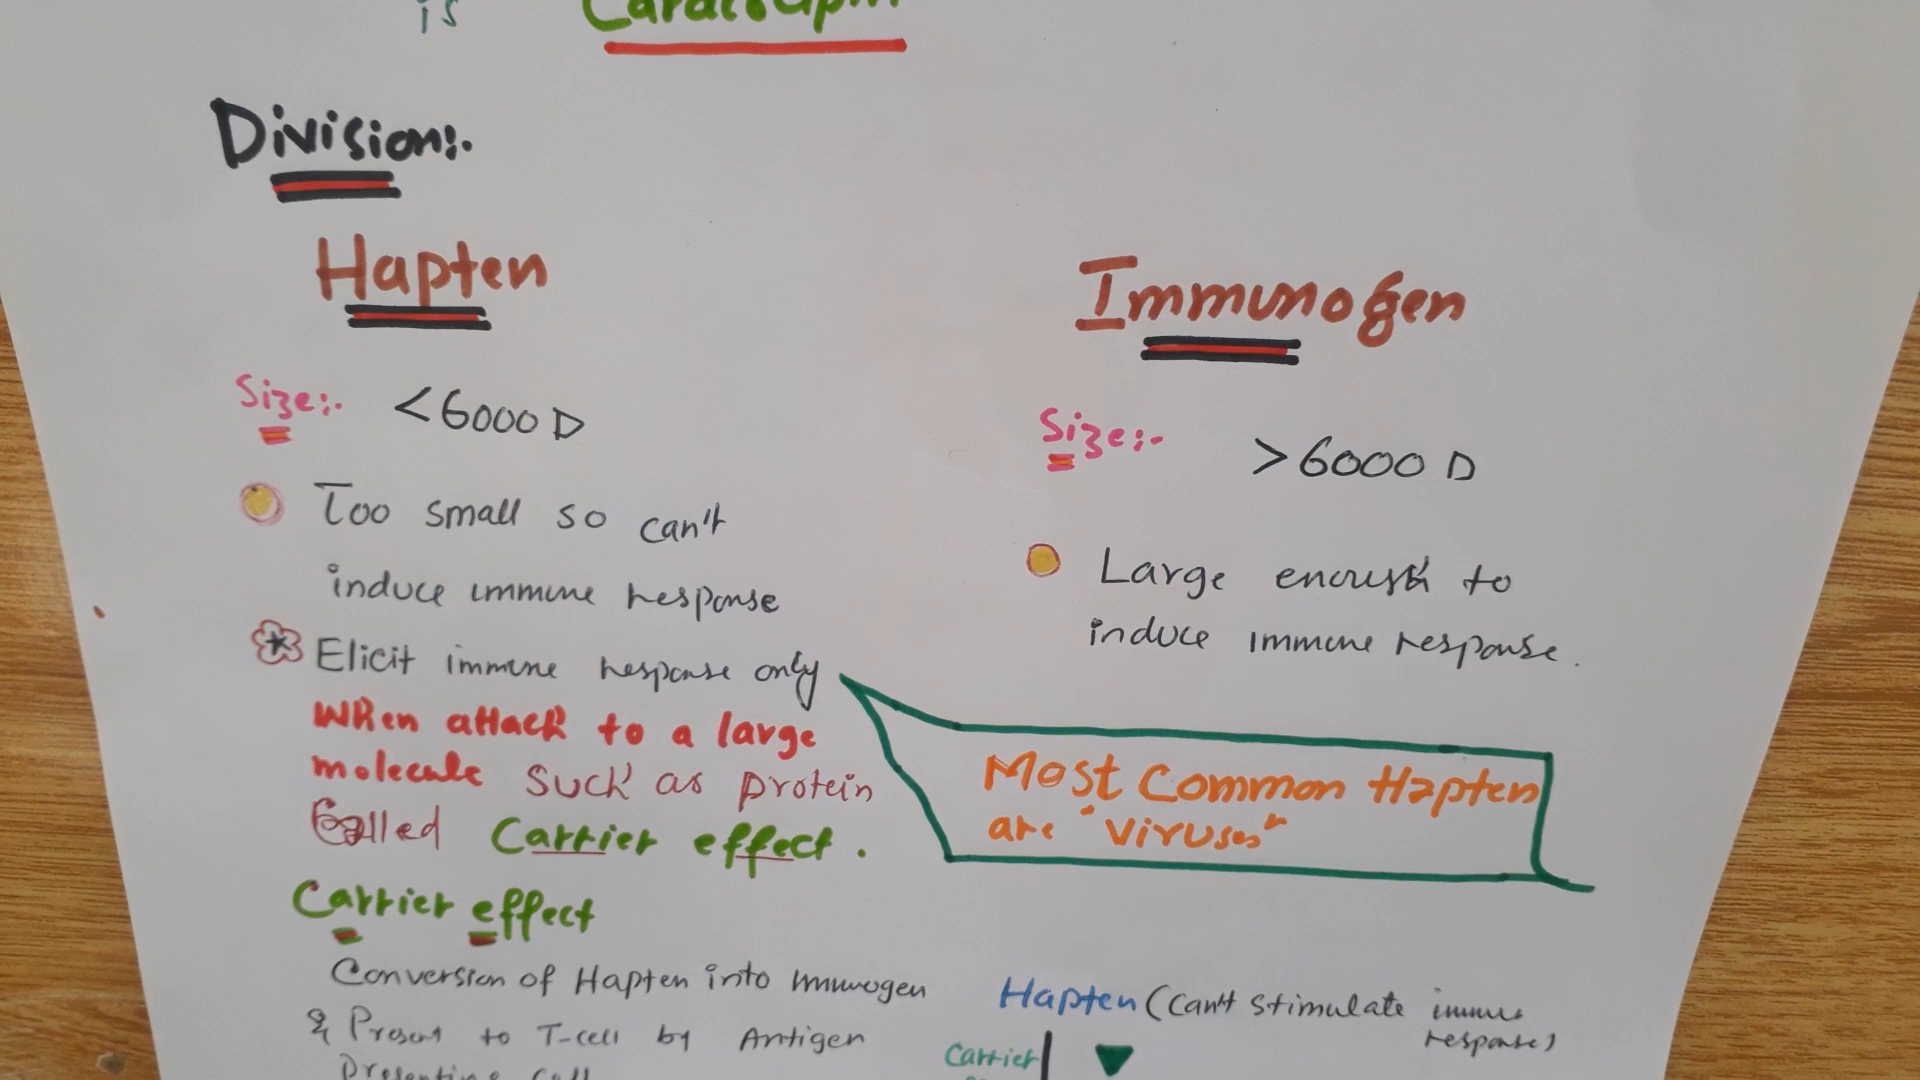 is
Division:-
Hapten
Size:- <6000 D
Too small so can't
induce immune response
Elicit immune response only
when attach to a large
molecule such as protein
Called Carrier effect.
Carrier effect
Conversion of Hapten into Immunogen
& Present to T-cell by Antigen
Presenting Cell
Immunogen
Size:- >6000 D
Large enough to
induce immune response.
Most Common Hapten
are "Viruses"
Hapten (Can't stimulate immune
response)
Carrier